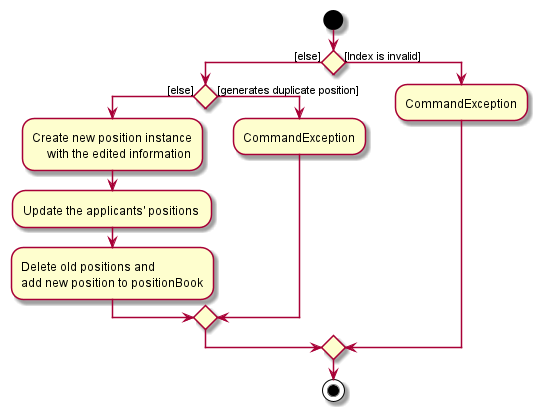 [else]
[Index is invalid]
[else]
[generates duplicate position]
CommandException
Create new position instance
with the edited information
CommandException
Update the applicants' positions
Delete old positions and
add new position to positionBook